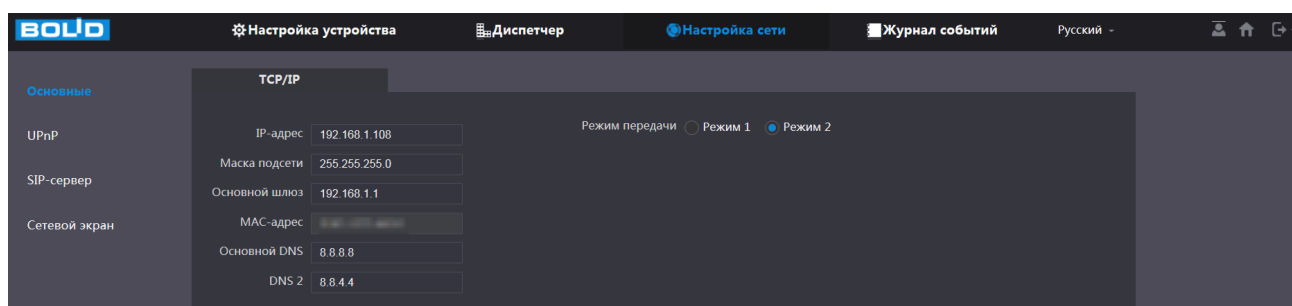 BOLID Настройка устройства Диспетчер Настройка сети Журнал событий Русский
Основные
UPnP
SIP-сервер
Сетевой экран
TCP/IP
IP-адрес 192.168.1.108
Маска подсети 255.255.255.0
Основной шлюз 192.168.1.1
MAC-адрес
Основной DNS 8.8.8.8
DNS 2 8.8.4.4
Режим передачи Режим 1 Режим 2